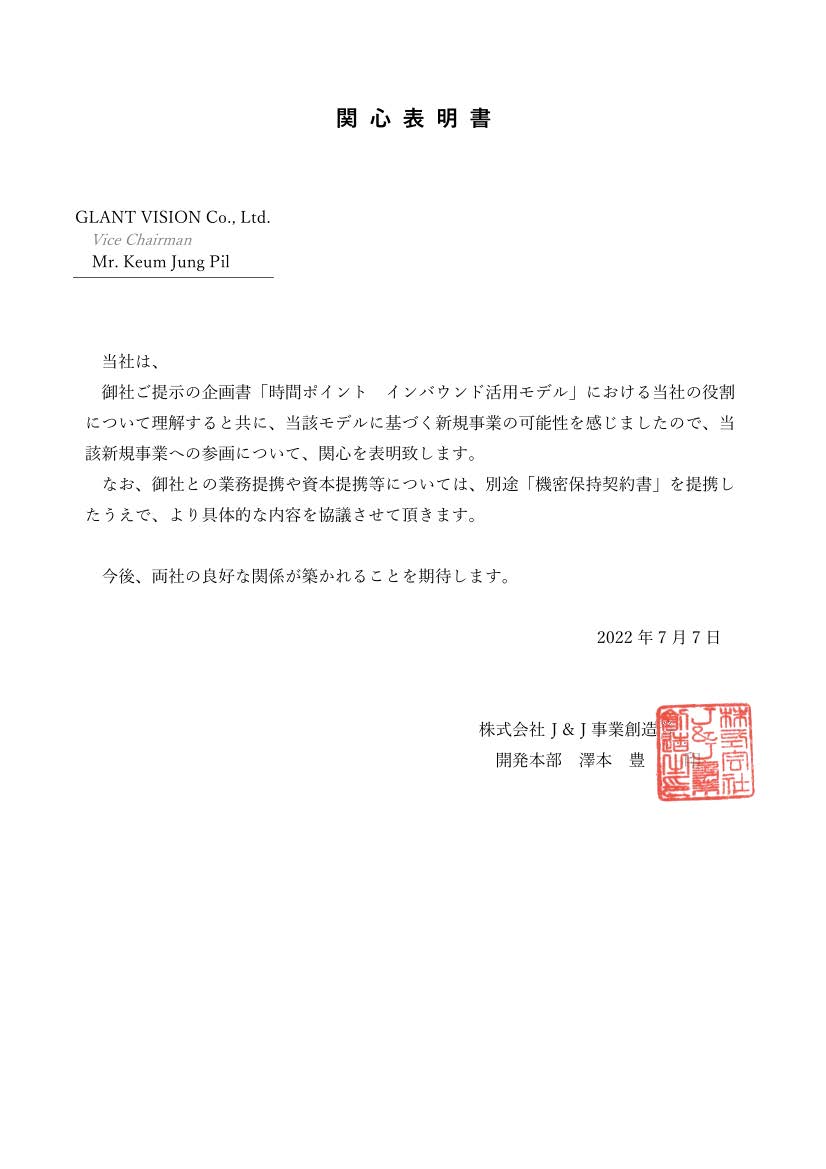 関心表明書
GLANT VISION Co., Ltd.
Vice Chairman
Mr. Keum Jung Pil
当社は、
御社ご提示の企画書「時間ポイント　インバウンド活用モデル」における当社の役割
について理解すると共に、当該モデルに基づく新規事業の可能性を感じましたので、当
該新規事業への参画について、関心を表明致します。
なお、御社との業務提携や資本提携等については、別途「機密保持契約書」を提携し
たうえで、より具体的な内容を協議させて頂きます。
今後、両社の良好な関係が築かれることを期待します。
2022 年 7 月 7 日
株式会社 J & J 事業創造
開発本部　澤本　豊　印
株式会社
J&J事業
創造之印